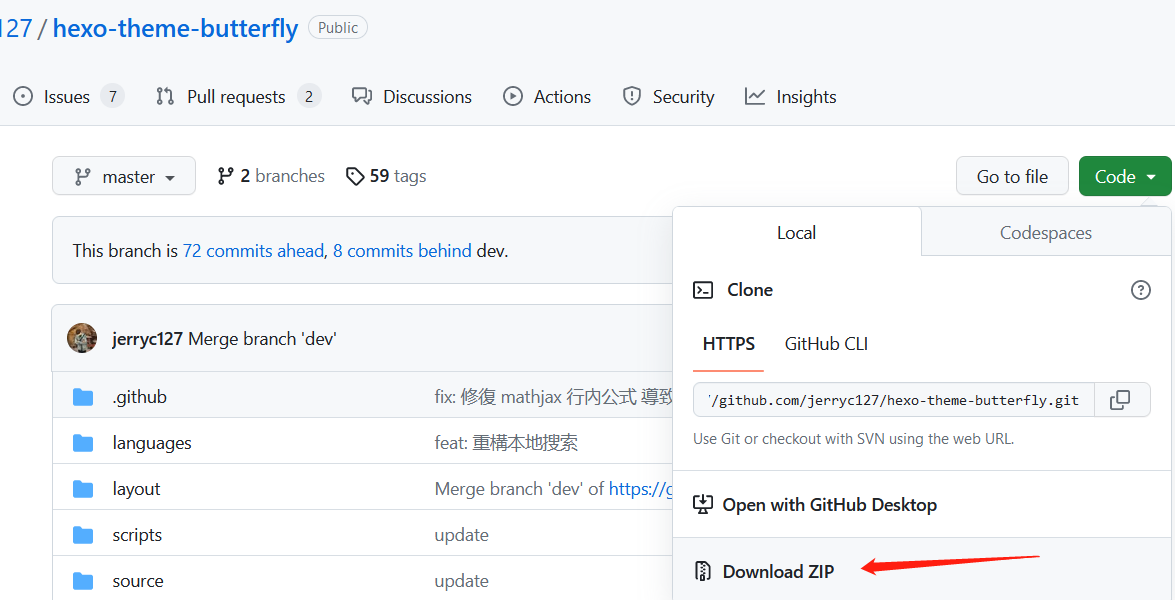 127 / hexo-theme-butterfly Public
Issues 7 Pull requests 2 Discussions Actions Security Insights
master 2 branches 59 tags Go to file Code
This branch is 72 commits ahead, 8 commits behind dev.
jerryc127 Merge branch 'dev'
.github fix: 修復 mathjax 行内公式 導致
languages feat: 重構本地搜索
layout Merge branch 'dev' of https://g
scripts update
source update
Local Codespaces
Clone
HTTPS GitHub CLI
/github.com/jerryc127/hexo-theme-butterfly.git
Use Git or checkout with SVN using the web URL.
Open with GitHub Desktop
Download ZIP